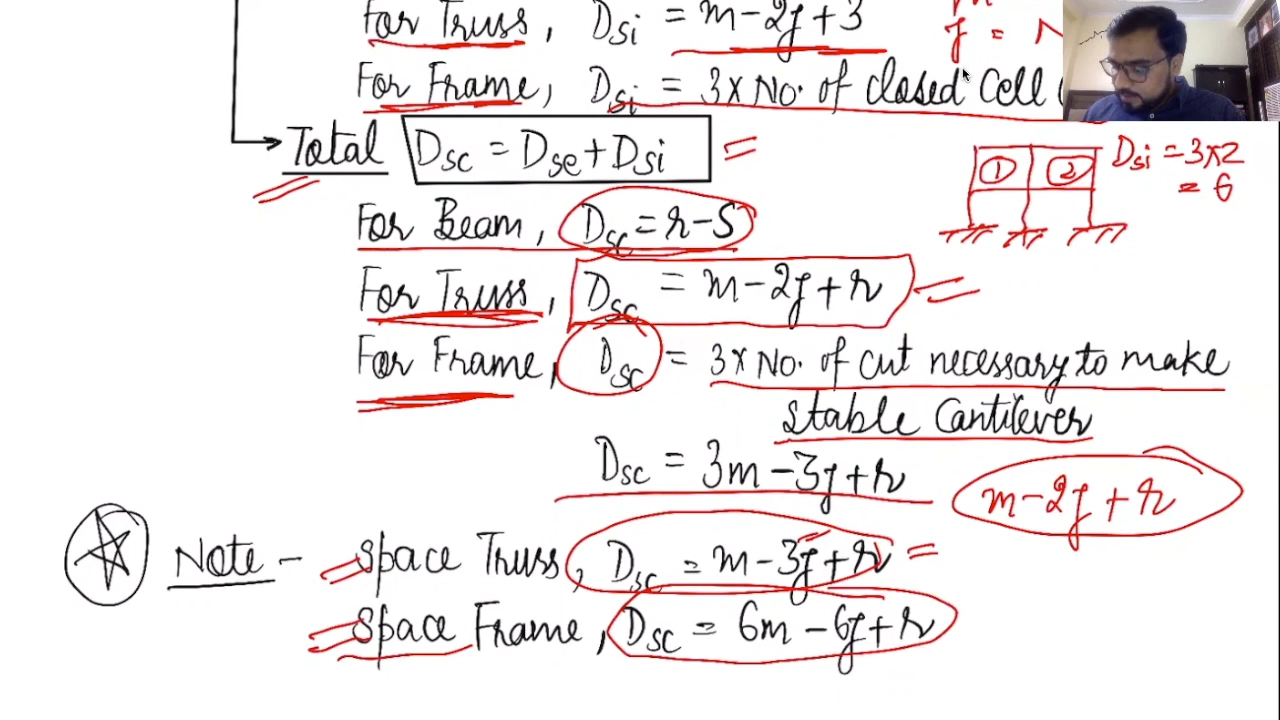 For Truss, Dsi = m-2j+3
j = r
For Frame, Dsi = 3x No. of closed Cell (
Total Dsc = Dse + Dsi =
① ② Dsi = 3x2
= 6
For Beam, Dsc = r-s
For Truss, Dsc = m-2j+r
For Frame, Dsc = 3x No. of cut necessary to make
stable Cantilever
Dsc = 3m-3j+r
m-2j+r
Note - Space Truss, Dsc = m-3j+r =
Space Frame, Dsc = 6m-6j+r